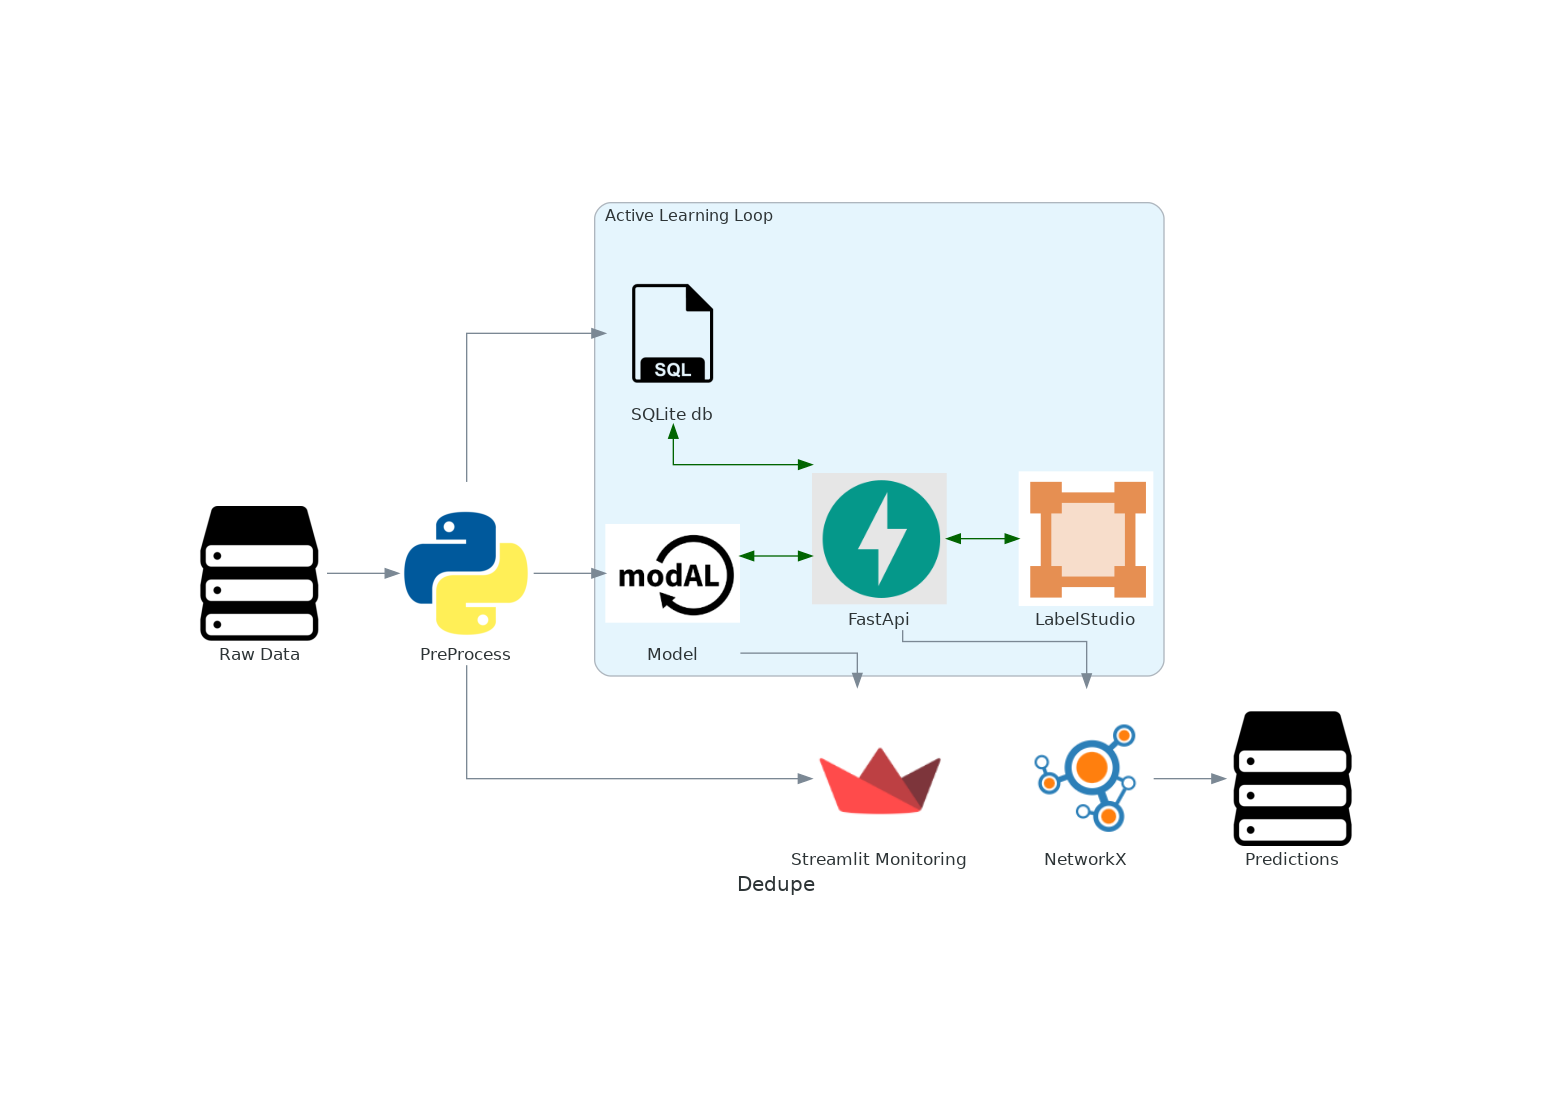 Active Learning Loop
SQL
SQLite db
modAL
FastApi
LabelStudio
Raw Data
PreProcess
Model
Streamlit Monitoring
NetworkX
Predictions
Dedupe